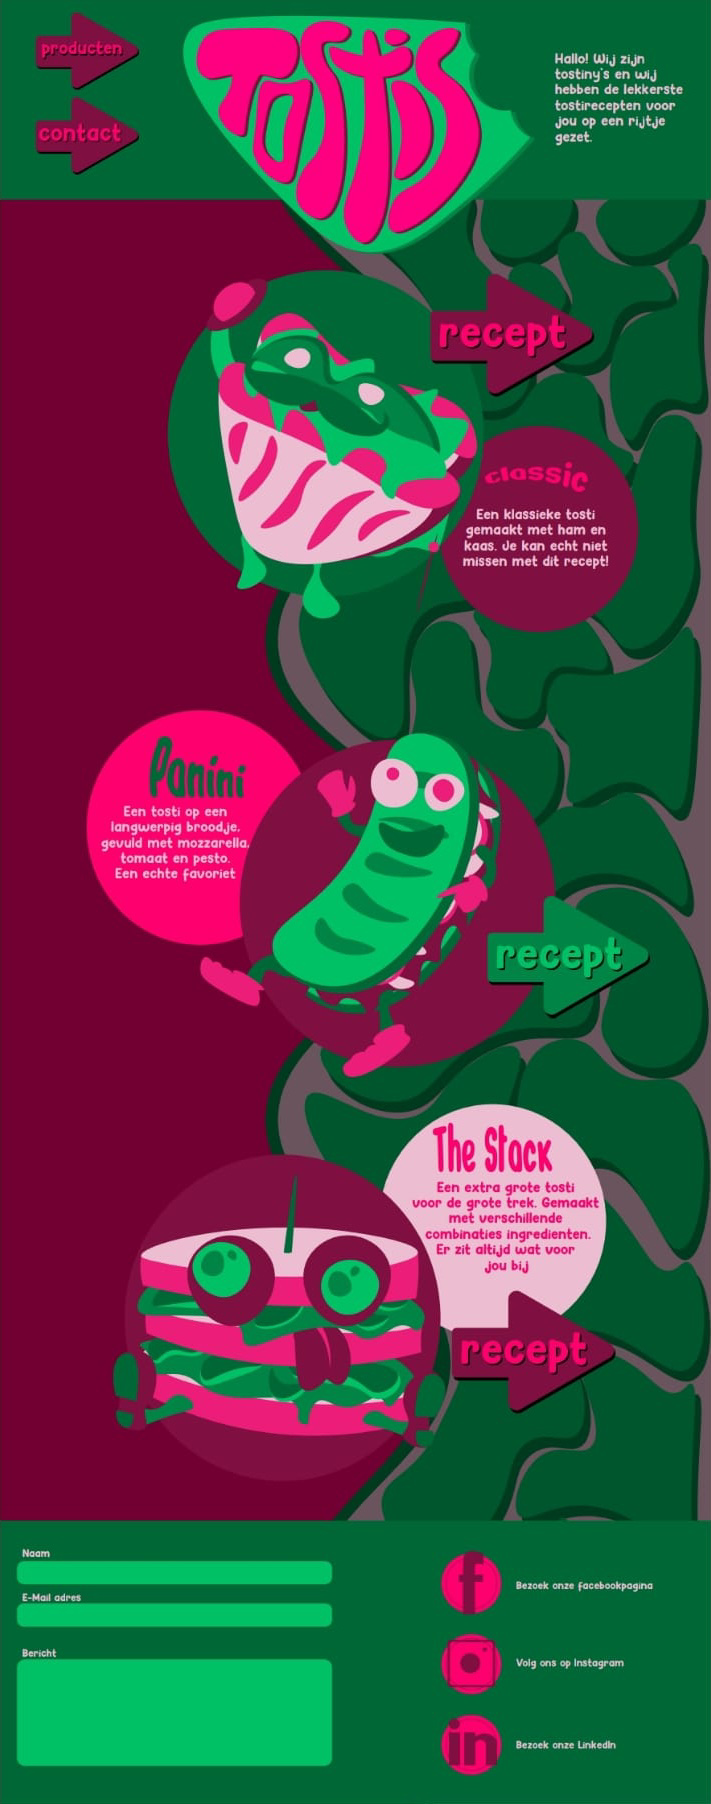 producten
contact
Tostis
Hallo! Wij zijn
tostiny's en wij
hebben de lekkerste
tostirecepten voor
jou op een rijtje
gezet.
recept
classic
Een klassieke tosti
gemaakt met ham en
kaas. Je kan echt niet
missen met dit recept!
Panini
Een tosti op een
langwerpig broodje,
gevuld met mozzarella,
tomaat en pesto.
Een echte favoriet
recept
The Stack
Een extra grote tosti
voor de grote trek. Gemaakt
met verschillende
combinaties ingredienten.
Er zit altijd wat voor
jou bij
recept
Naam
E-Mail adres
Bericht
f
Bezoek onze facebookpagina
Volg ons op Instagram
in
Bezoek onze LinkedIn